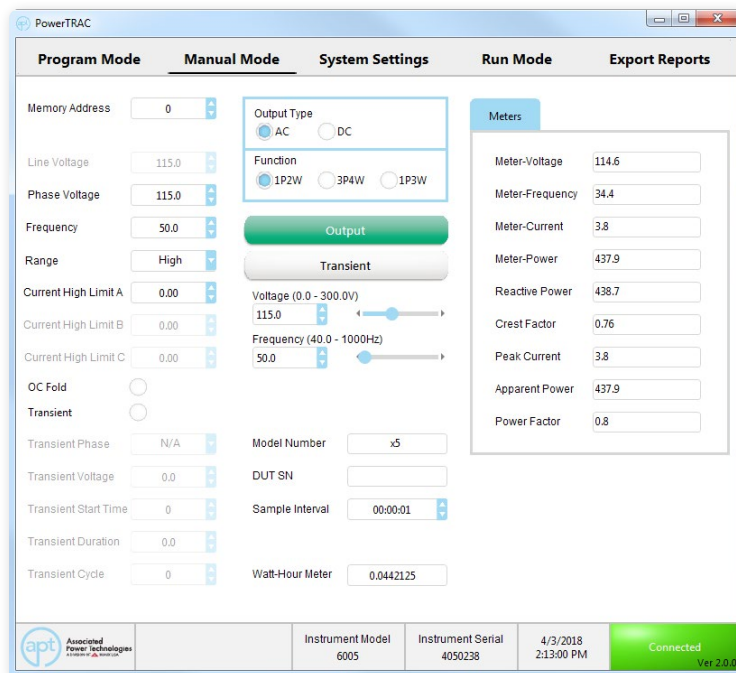 PowerTRAC
Program Mode
Manual Mode
System Settings
Run Mode
Export Reports
Memory Address 0
Line Voltage 115.0
Phase Voltage 115.0
Frequency 50.0
Range High
Current High Limit A 0.00
Current High Limit B 0.00
Current High Limit C 0.00
OC Fold
Transient
Transient Phase N/A
Transient Voltage 0.0
Transient Start Time 0
Transient Duration 0.0
Transient Cycle 0
Output Type
AC DC
Function
1P2W 3P4W 1P3W
Output
Transient
Voltage (0.0 - 300.0V)
115.0
Frequency (40.0 - 1000Hz)
50.0
Model Number x5
DUT SN
Sample Interval 00:00:01
Watt-Hour Meter 0.0442125
Meters
Meter-Voltage 114.6
Meter-Frequency 34.4
Meter-Current 3.8
Meter-Power 437.9
Reactive Power 438.7
Crest Factor 0.76
Peak Current 3.8
Apparent Power 437.9
Power Factor 0.8
apt
Associated
Power Technologies
Instrument Model
6005
Instrument Serial
4050238
4/3/2018
2:13:00 PM
Connected
Ver 2.0.0